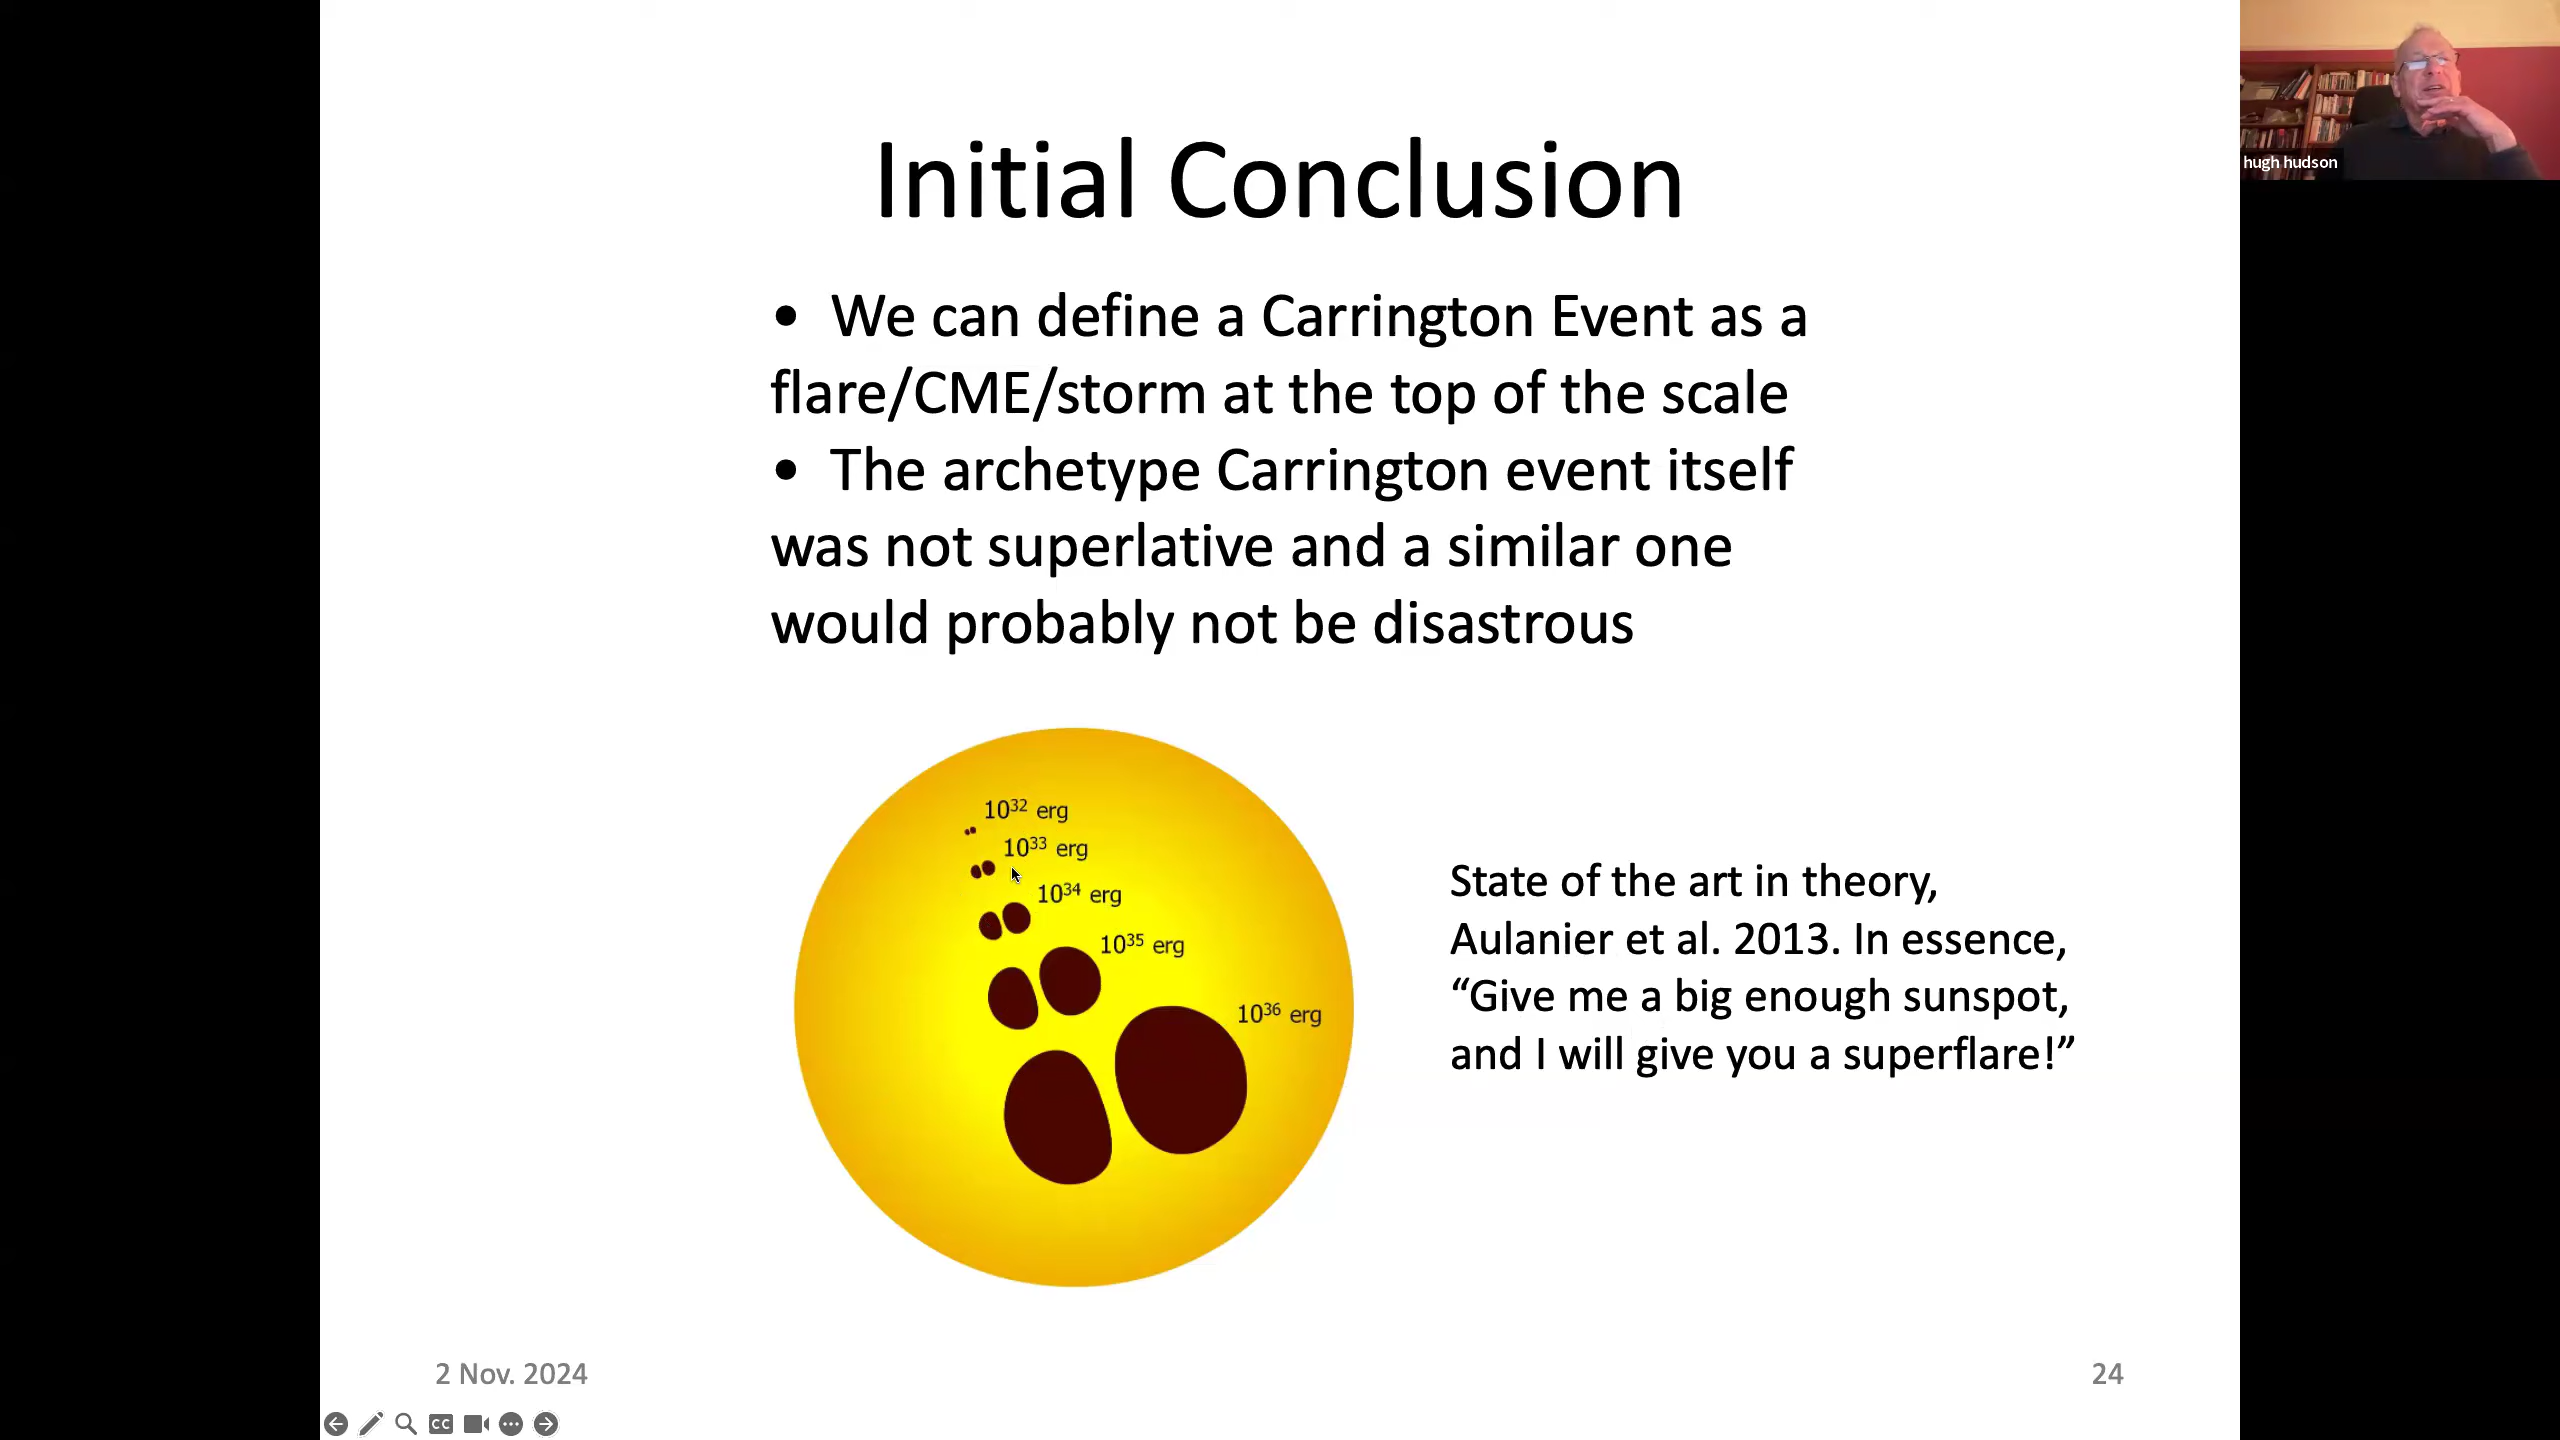 Initial Conclusion
hugh hudson
• We can define a Carrington Event as a
flare/CME/storm at the top of the scale
• The archetype Carrington event itself
was not superlative and a similar one
would probably not be disastrous
10³² erg
10³³ erg
10³⁴ erg
10³⁵ erg
10³⁶ erg
State of the art in theory,
Aulanier et al. 2013. In essence,
“Give me a big enough sunspot,
and I will give you a superflare!”
2 Nov. 2024
24
CC